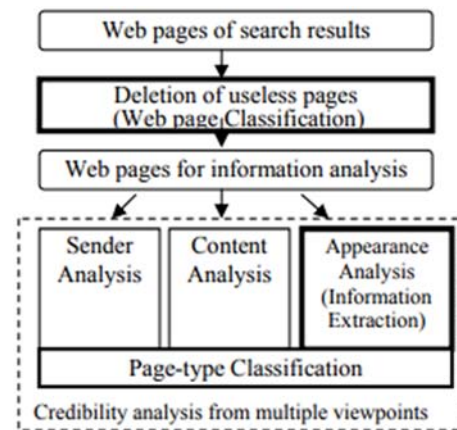 Web pages of search results
Deletion of useless pages
(Web page Classification)
Web pages for information analysis
Sender
Analysis
Content
Analysis
Appearance
Analysis
(Information
Extraction)
Page-type Classification
Credibility analysis from multiple viewpoints